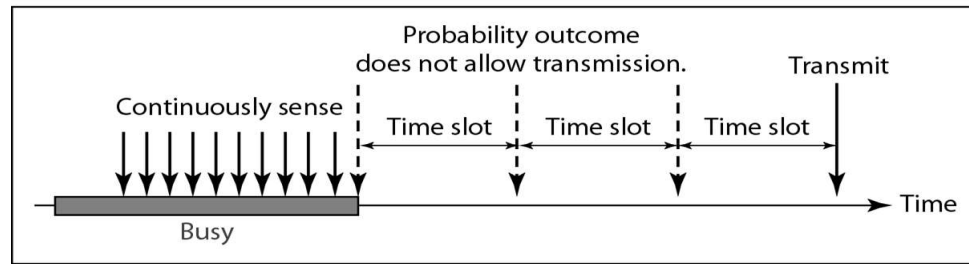 Probability outcome
does not allow transmission.
Transmit
Continuously sense
Time slot Time slot Time slot
Time
Busy